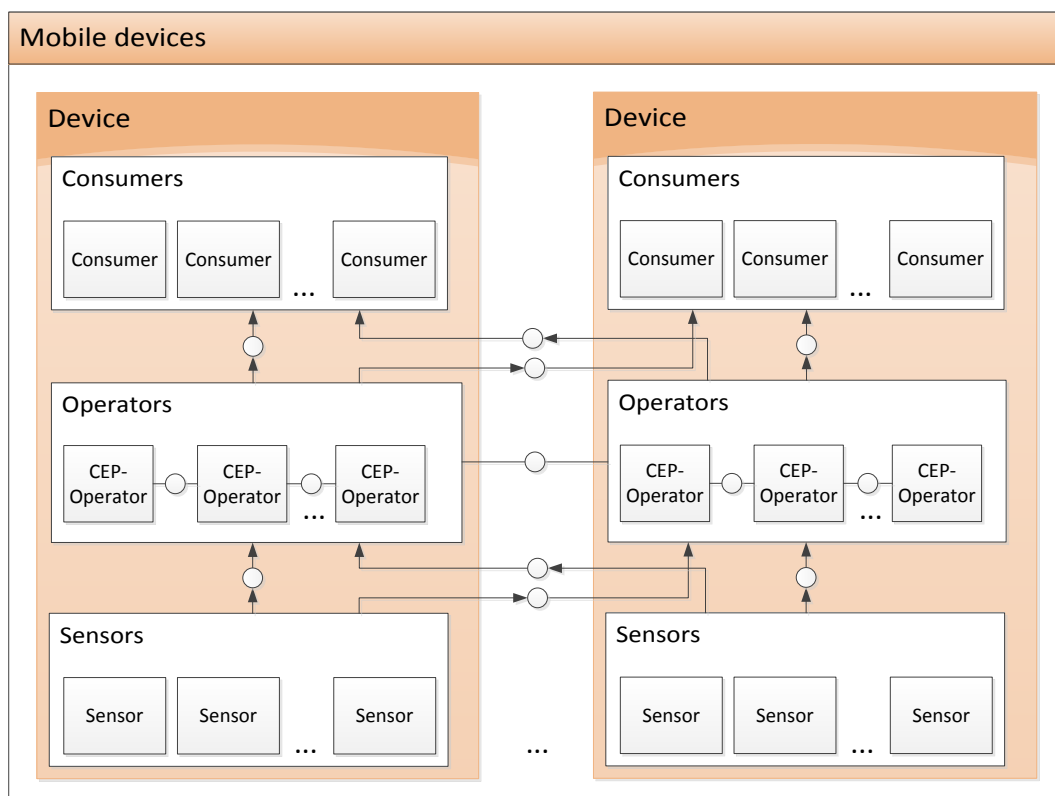 Mobile devices
Device
Consumers
Consumer Consumer ... Consumer
Operators
CEP- CEP- CEP-
Operator Operator ... Operator
Sensors
Sensor Sensor ... Sensor
...
Device
Consumers
Consumer Consumer ... Consumer
Operators
CEP- CEP- CEP-
Operator Operator ... Operator
Sensors
Sensor Sensor ... Sensor